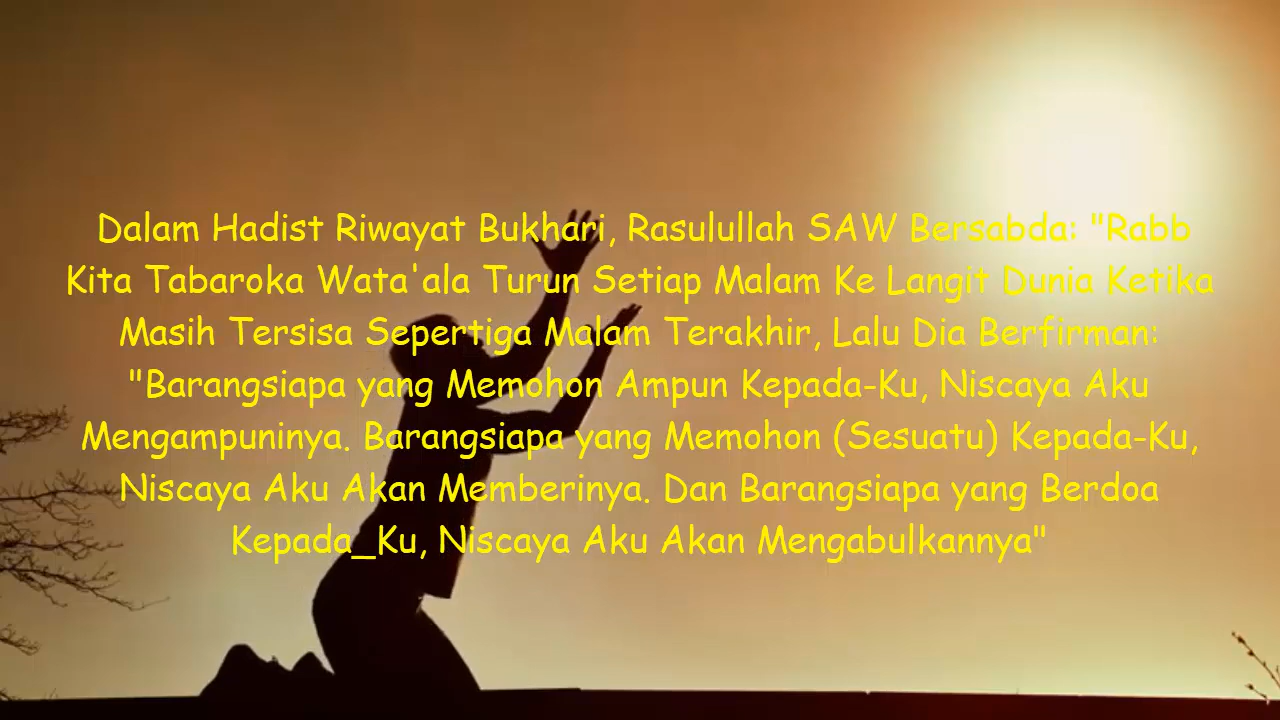 Dalam Hadist Riwayat Bukhari, Rasulullah SAW Bersabda: "Rabb
Kita Tabaroka Wata'ala Turun Setiap Malam Ke Langit Dunia Ketika
Masih Tersisa Sepertiga Malam Terakhir, Lalu Dia Berfirman:
"Barangsiapa yang Memohon Ampun Kepada-Ku, Niscaya Aku
Mengampuninya. Barangsiapa yang Memohon (Sesuatu) Kepada-Ku,
Niscaya Aku Akan Memberinya. Dan Barangsiapa yang Berdoa
Kepada_Ku, Niscaya Aku Akan Mengabulkannya"